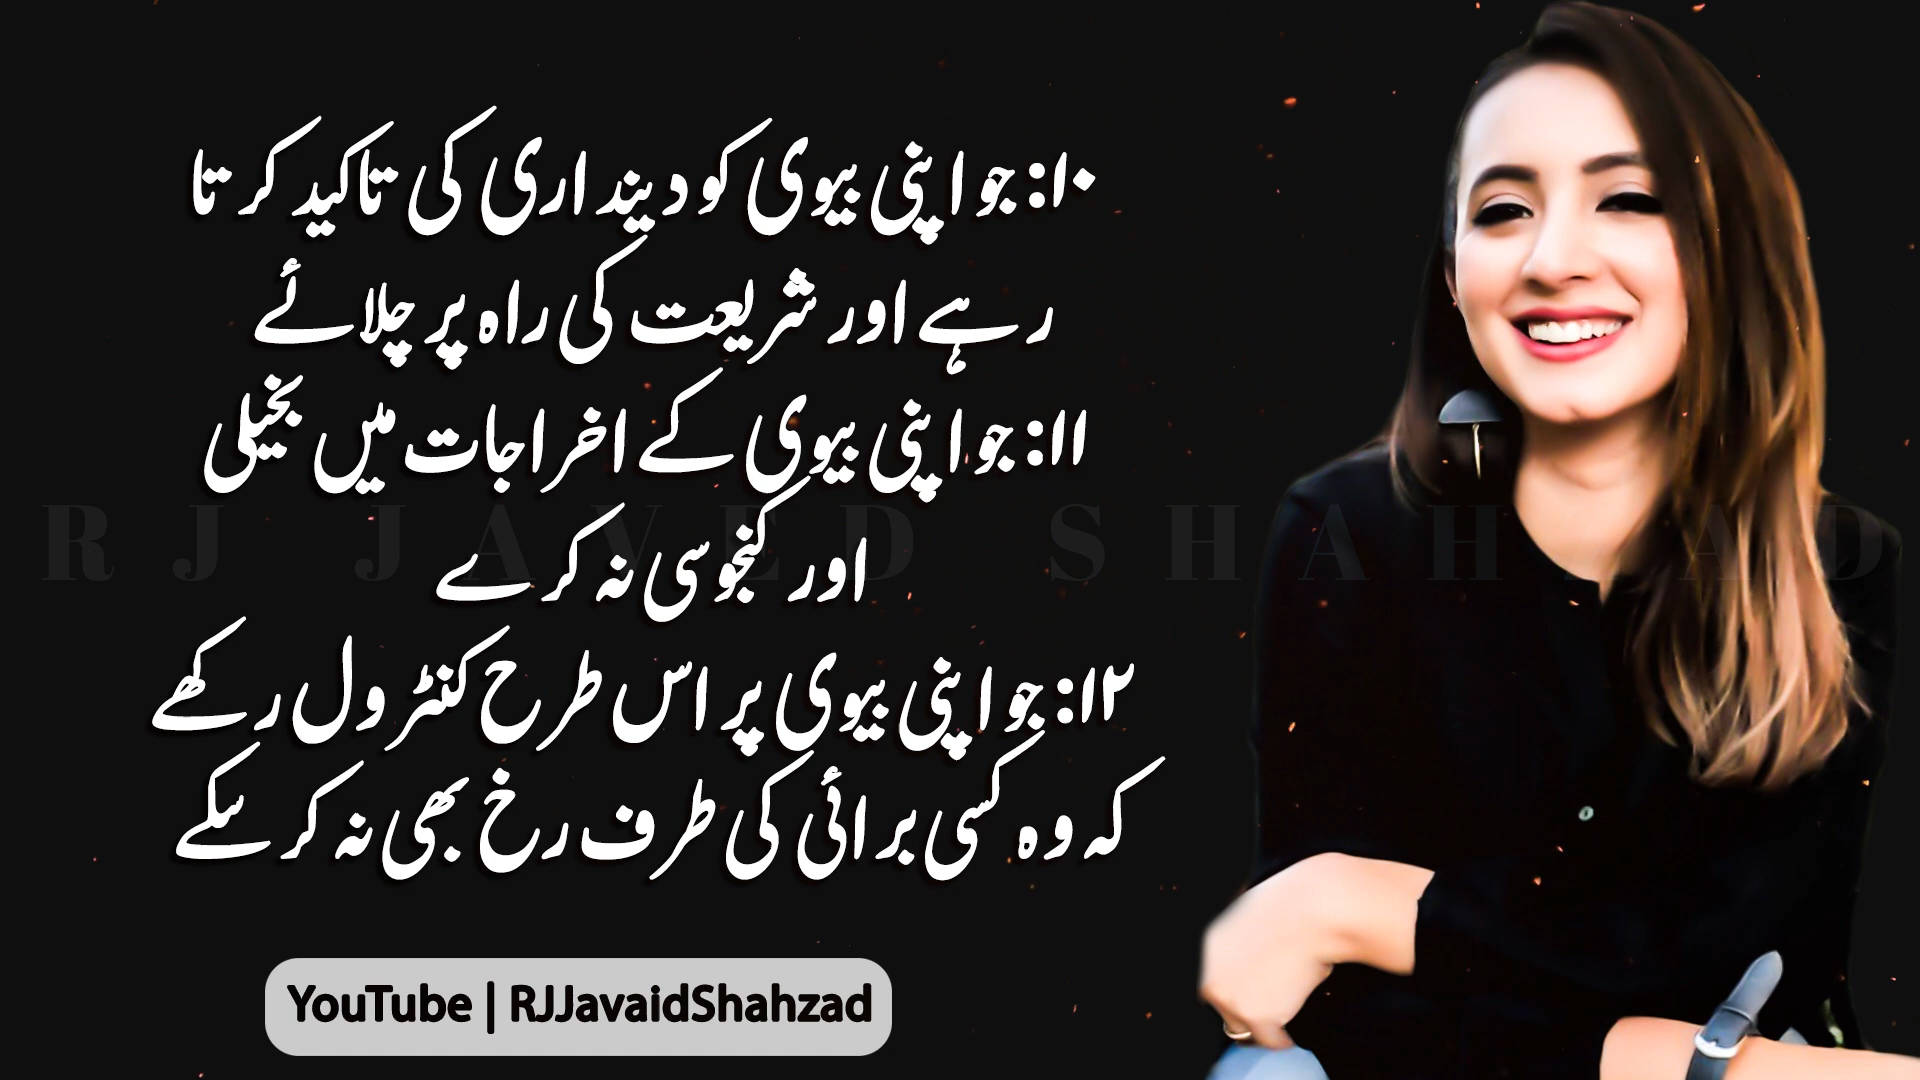 ۱۰: جو اپنی بیوی کو دینداری کی تاکید کرتا
رہے اور شریعت کی راہ پر چلائے
۱۱: جو اپنی بیوی کے اخراجات میں بخیلی
اور کنجوسی نہ کرے
RJ JAVED SHAHZAD
۱۲: جو اپنی بیوی پر اس طرح کنٹرول رکھے
کہ وہ کسی برائی کی طرف رخ بھی نہ کر سکے
YouTube | RJJavaidShahzad